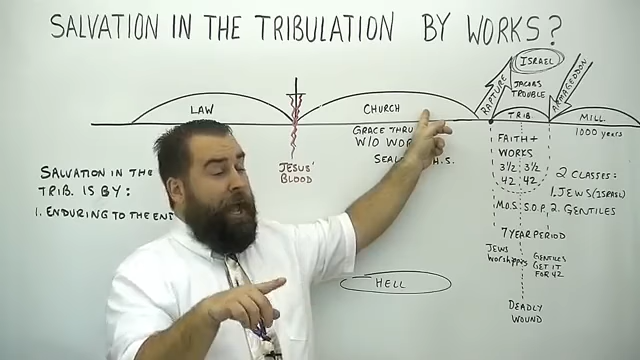 SALVATION IN THE TRIBULATION BY WORKS?
LAW
CHURCH
RAPTURE
ISRAEL
JACOBS
TROUBLE
TRIB.
ARMAGEDDON
MILL.
1000 years
JESUS'
BLOOD
GRACE THRU
W/O WOR
SEALE H.S.
SALVATION IN THE
TRIB. IS BY:
1. ENDURING TO THE ENT
FAITH +
WORKS
3½ 3½
42 42
M.O.S. S.O.P.
7 YEAR PERIOD
JEWS
worship
GENTILES
GET IT
FOR 42
DEADLY
WOUND
2 CLASSES:
1. JEWS (ISRAEL)
2. GENTILES
HELL